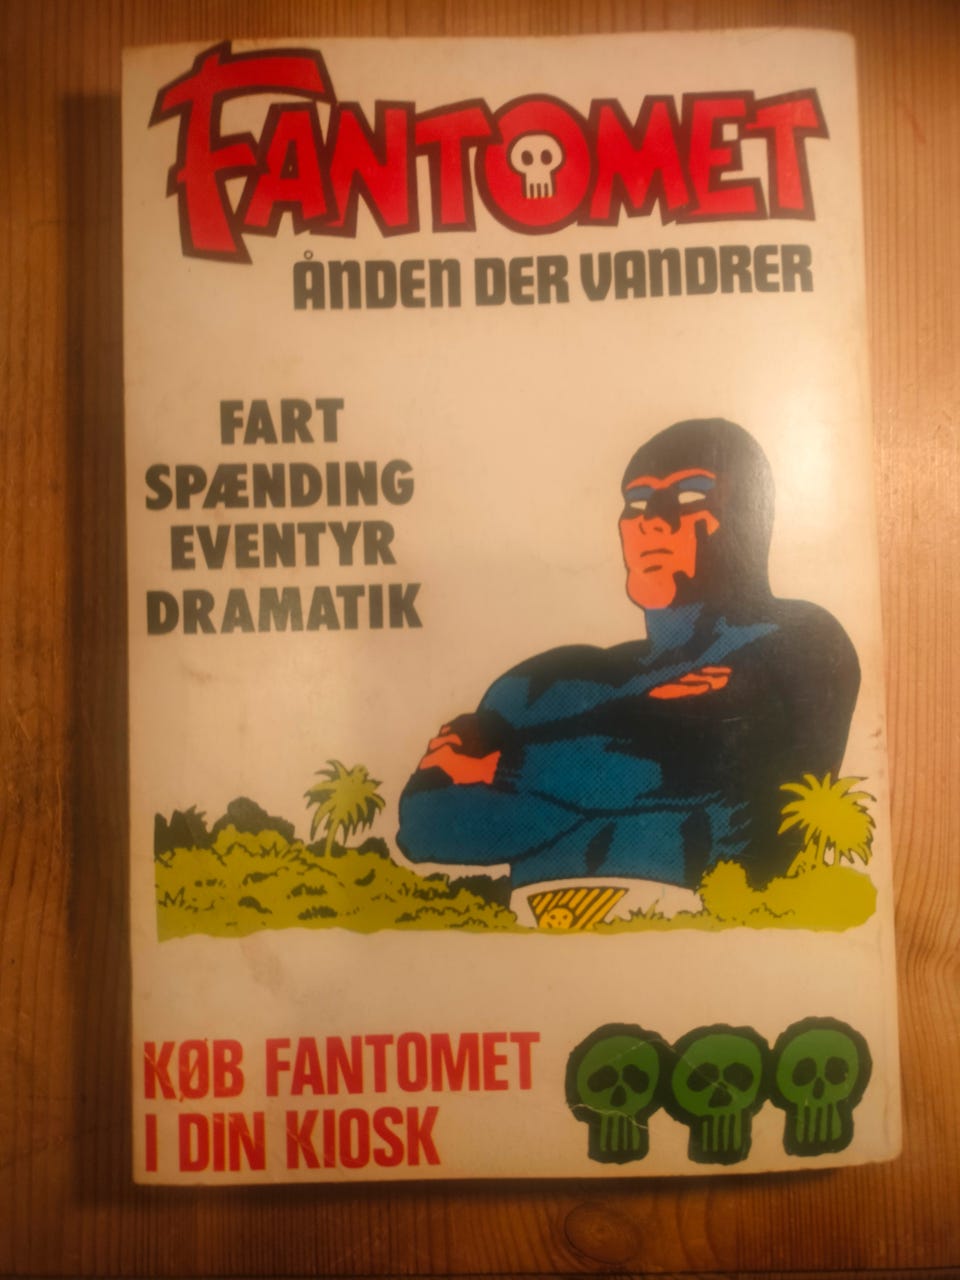 FANTOMET
ÅNDEN DER VANDRER
FART
SPÆNDING
EVENTYR
DRAMATIK
KØB FANTOMET
I DIN KIOSK